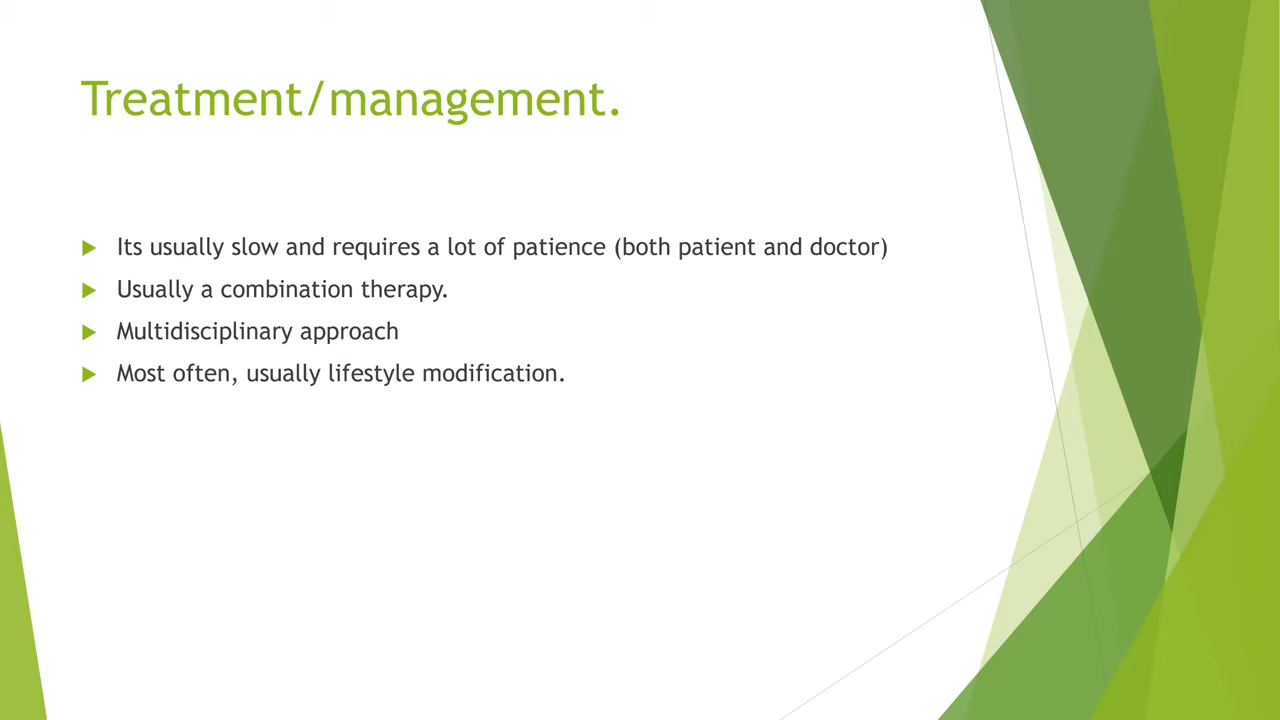 Treatment/management.
Its usually slow and requires a lot of patience (both patient and doctor)
Usually a combination therapy.
Multidisciplinary approach
Most often, usually lifestyle modification.